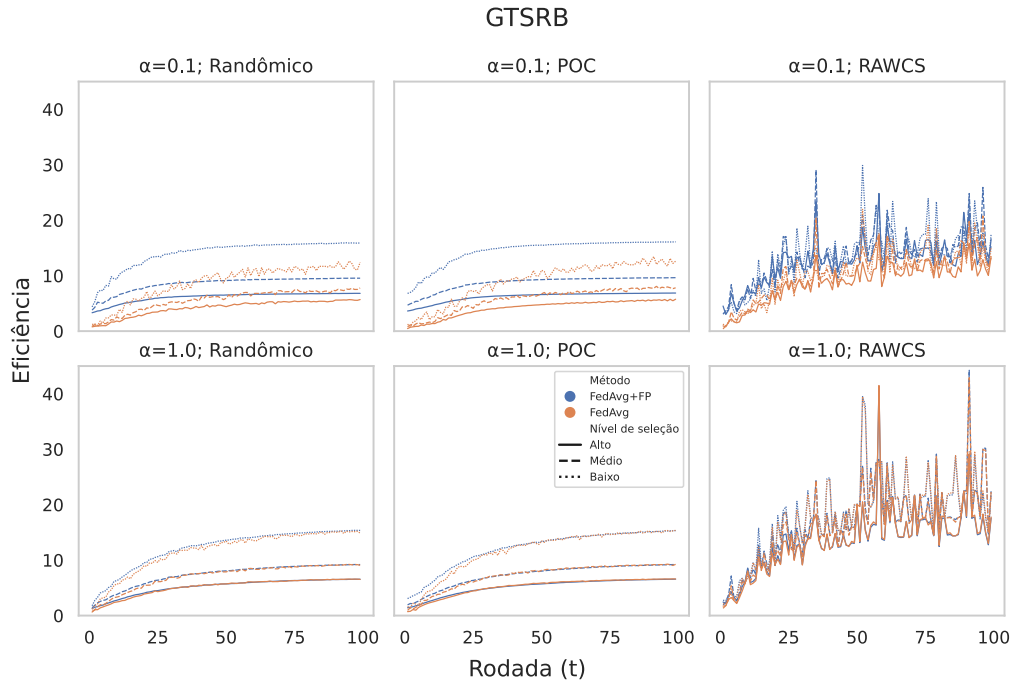 GTSRB
α=0.1; Randômico
α=0.1; POC
α=0.1; RAWCS
40
30
20
10
0
Eficiência
α=1.0; Randômico
α=1.0; POC
α=1.0; RAWCS
40
30
20
10
0
Método
FedAvg+FP
FedAvg
Nível de seleção
Alto
Médio
Baixo
0 25 50 75 100
0 25 50 75 100
0 25 50 75 100
Rodada (t)